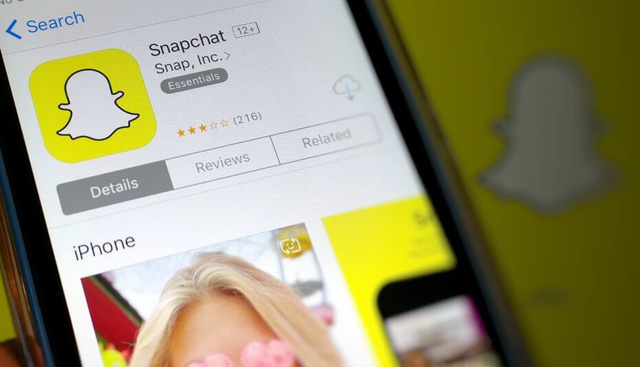 Search
Snapchat 12+
Snap, Inc.
Essentials
(216)
Details
Reviews
Related
iPhone